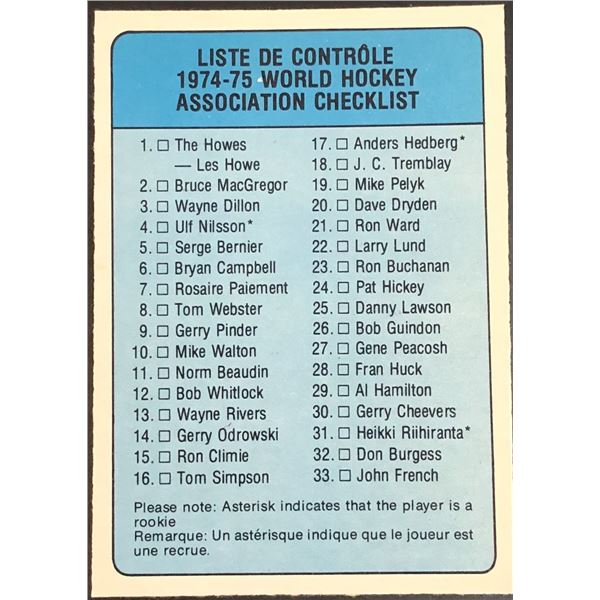 LISTE DE CONTRÔLE
1974-75 WORLD HOCKEY
ASSOCIATION CHECKLIST
1. □ The Howes
— Les Howe
2. □ Bruce MacGregor
3. □ Wayne Dillon
4. □ Ulf Nilsson*
5. □ Serge Bernier
6. □ Bryan Campbell
7. □ Rosaire Paiement
8. □ Tom Webster
9. □ Gerry Pinder
10. □ Mike Walton
11. □ Norm Beaudin
12. □ Bob Whitlock
13. □ Wayne Rivers
14. □ Gerry Odrowski
15. □ Ron Climie
16. □ Tom Simpson
17. □ Anders Hedberg*
18. □ J. C. Tremblay
19. □ Mike Pelyk
20. □ Dave Dryden
21. □ Ron Ward
22. □ Larry Lund
23. □ Ron Buchanan
24. □ Pat Hickey
25. □ Danny Lawson
26. □ Bob Guindon
27. □ Gene Peacosh
28. □ Fran Huck
29. □ Al Hamilton
30. □ Gerry Cheevers
31. □ Heikki Riihiranta*
32. □ Don Burgess
33. □ John French
Please note: Asterisk indicates that the player is a
rookie
Remarque: Un astérisque indique que le joueur est
une recrue.